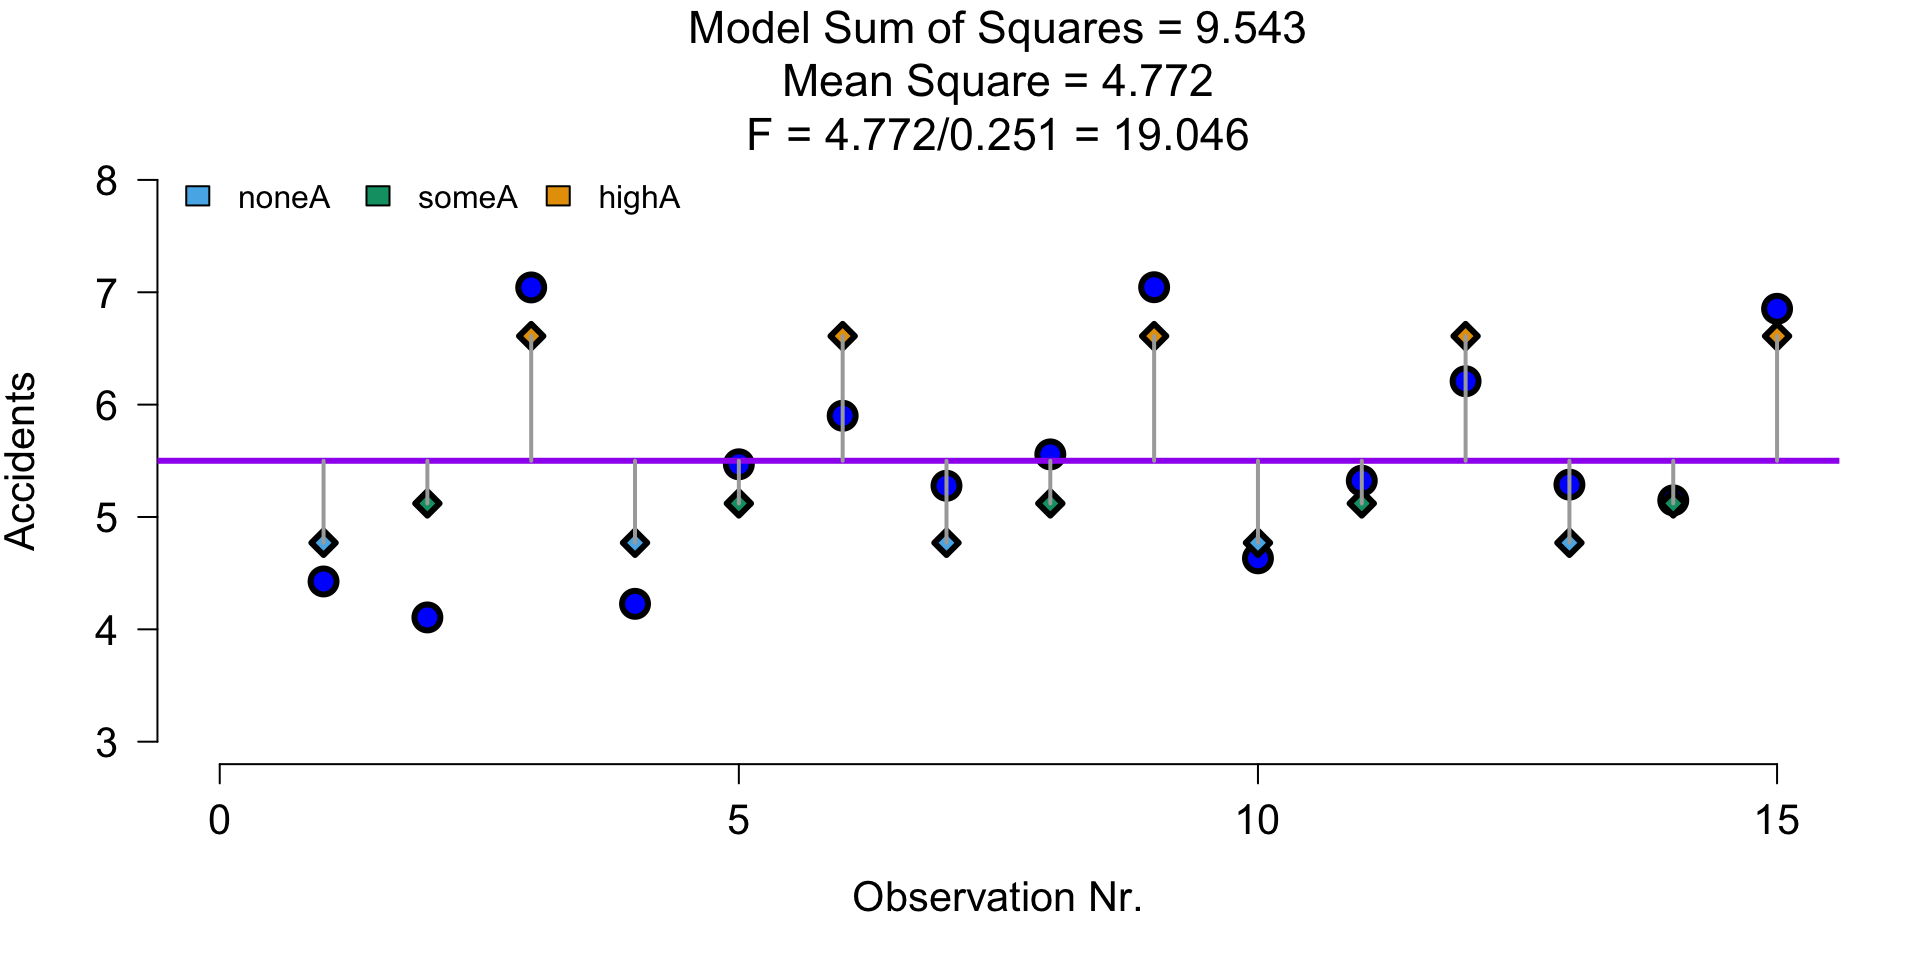 Model Sum of Squares = 9.543
Mean Square = 4.772
F = 4.772/0.251 = 19.046
noneA someA highA
Accidents
8
7
6
5
4
3
0 5 10 15
Observation Nr.